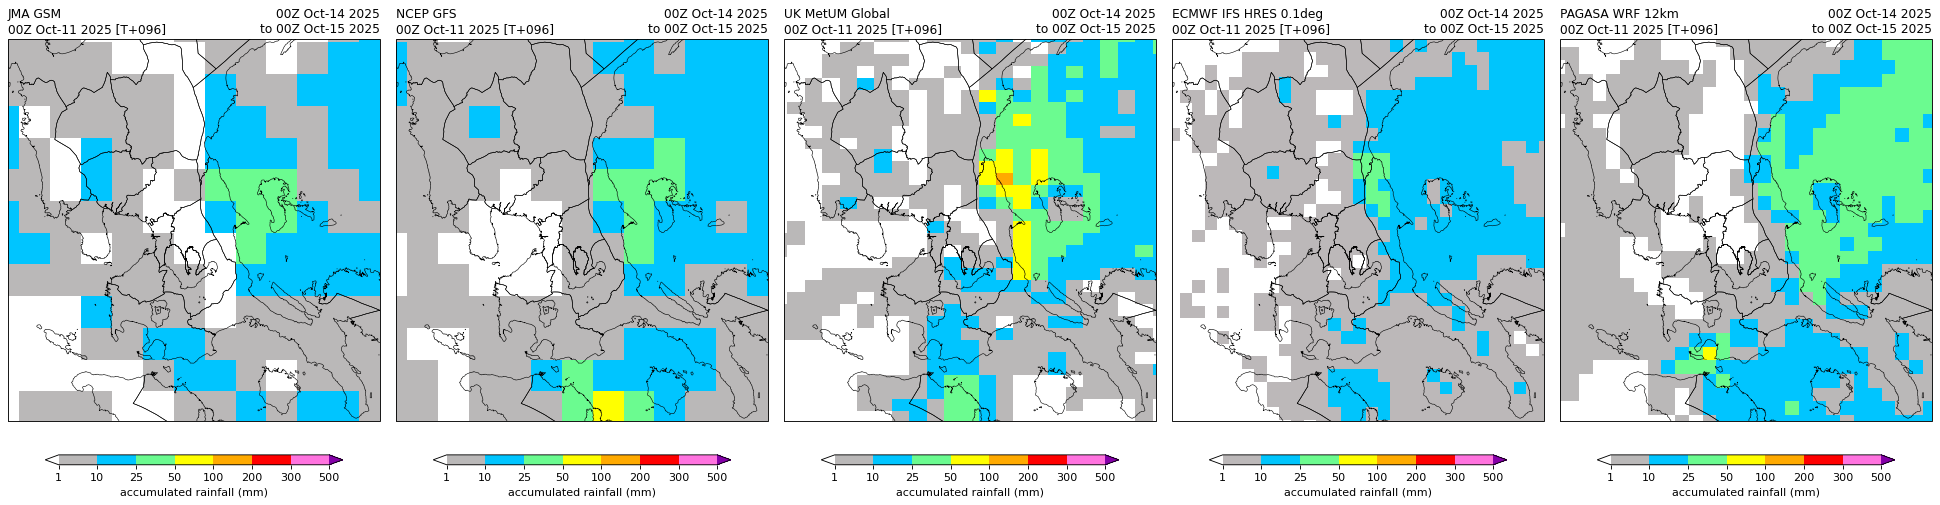 JMA GSM
00Z Oct-11 2025 [T+096]
00Z Oct-14 2025
to 00Z Oct-15 2025
NCEP GFS
00Z Oct-11 2025 [T+096]
00Z Oct-14 2025
to 00Z Oct-15 2025
UK MetUM Global
00Z Oct-11 2025 [T+096]
00Z Oct-14 2025
to 00Z Oct-15 2025
ECMWF IFS HRES 0.1deg
00Z Oct-11 2025 [T+096]
00Z Oct-14 2025
to 00Z Oct-15 2025
PAGASA WRF 12km
00Z Oct-11 2025 [T+096]
00Z Oct-14 2025
to 00Z Oct-15 2025
1 10 25 50 100 200 300 500
accumulated rainfall (mm)
1 10 25 50 100 200 300 500
accumulated rainfall (mm)
1 10 25 50 100 200 300 500
accumulated rainfall (mm)
1 10 25 50 100 200 300 500
accumulated rainfall (mm)
1 10 25 50 100 200 300 500
accumulated rainfall (mm)